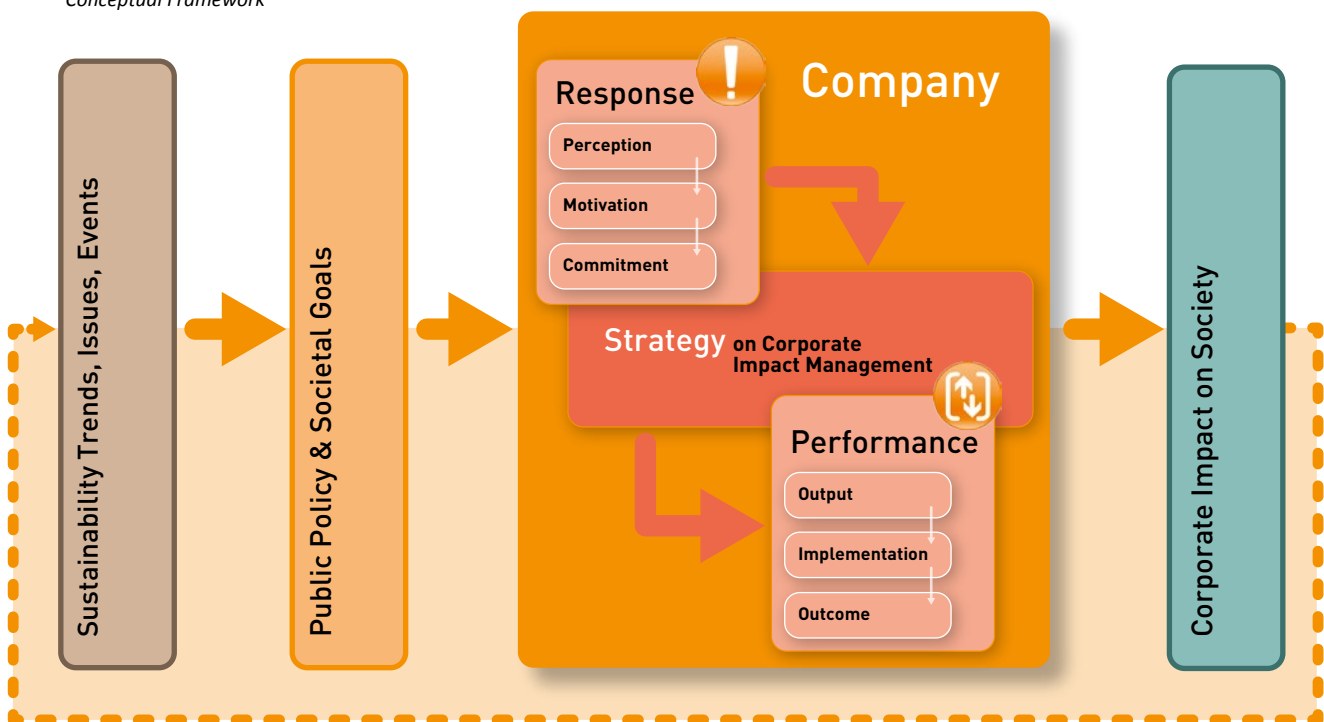 Conceptual Framework
Sustainability Trends, Issues, Events
Public Policy & Societal Goals
Company
Response
Perception
Motivation
Commitment
Strategy on Corporate
Impact Management
Performance
Output
Implementation
Outcome
Corporate Impact on Society